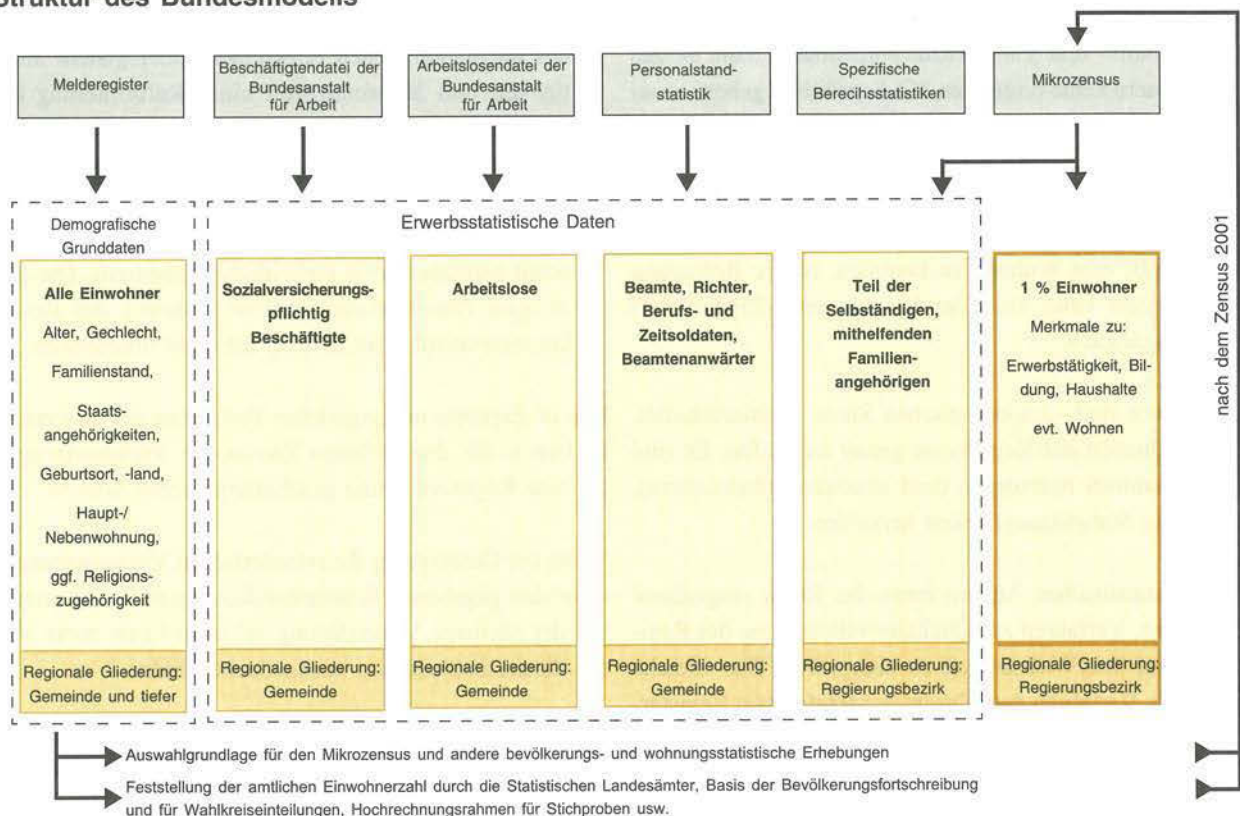 Struktur des Bundesmodells
Melderegister
Beschäftigtendatei der
Bundesanstalt
für Arbeit
Arbeitslosendatei der
Bundesanstalt
für Arbeit
Personalstand-
statistik
Spezifische
Bereichsstatistiken
Mikrozensus
Demografische
Grunddaten
Erwerbsstatistische Daten
Alle Einwohner
Alter, Gechlecht,
Familienstand,
Staats-
angehörigkeiten,
Geburtsort, -land,
Haupt-/
Nebenwohnung,
ggf. Religions-
zugehörigkeit
Regionale Gliederung:
Gemeinde und tiefer
Sozialversicherungs-
pflichtig
Beschäftigte
Regionale Gliederung:
Gemeinde
Arbeitslose
Regionale Gliederung:
Gemeinde
Beamte, Richter,
Berufs- und
Zeitsoldaten,
Beamtenanwärter
Regionale Gliederung:
Gemeinde
Teil der
Selbständigen,
mithelfenden
Familien-
angehörigen
Regionale Gliederung:
Regierungsbezirk
1 % Einwohner
Merkmale zu:
Erwerbstätigkeit, Bil-
dung, Haushalte
evt. Wohnen
Regionale Gliederung:
Regierungsbezirk
nach dem Zensus 2001
Auswahlgrundlage für den Mikrozensus und andere bevölkerungs- und wohnungsstatistische Erhebungen
Feststellung der amtlichen Einwohnerzahl durch die Statistischen Landesämter, Basis der Bevölkerungsfortschreibung
und für Wahlkreiseinteilungen, Hochrechnungsrahmen für Stichproben usw.